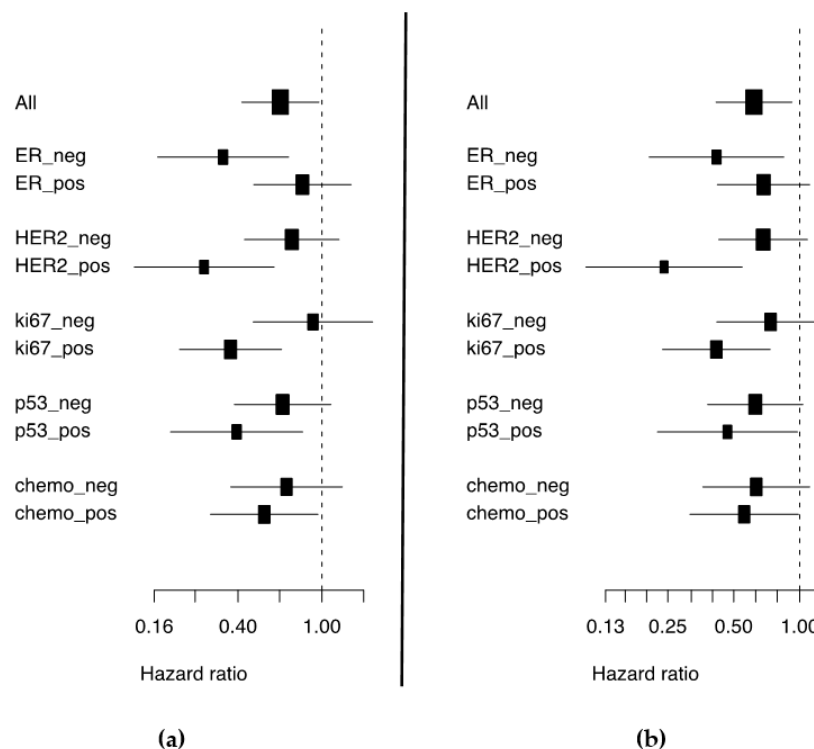 All
ER_neg
ER_pos
HER2_neg
HER2_pos
ki67_neg
ki67_pos
p53_neg
p53_pos
chemo_neg
chemo_pos
0.16 0.40 1.00
Hazard ratio
(a)
All
ER_neg
ER_pos
HER2_neg
HER2_pos
ki67_neg
ki67_pos
p53_neg
p53_pos
chemo_neg
chemo_pos
0.13 0.25 0.50 1.00
Hazard ratio
(b)